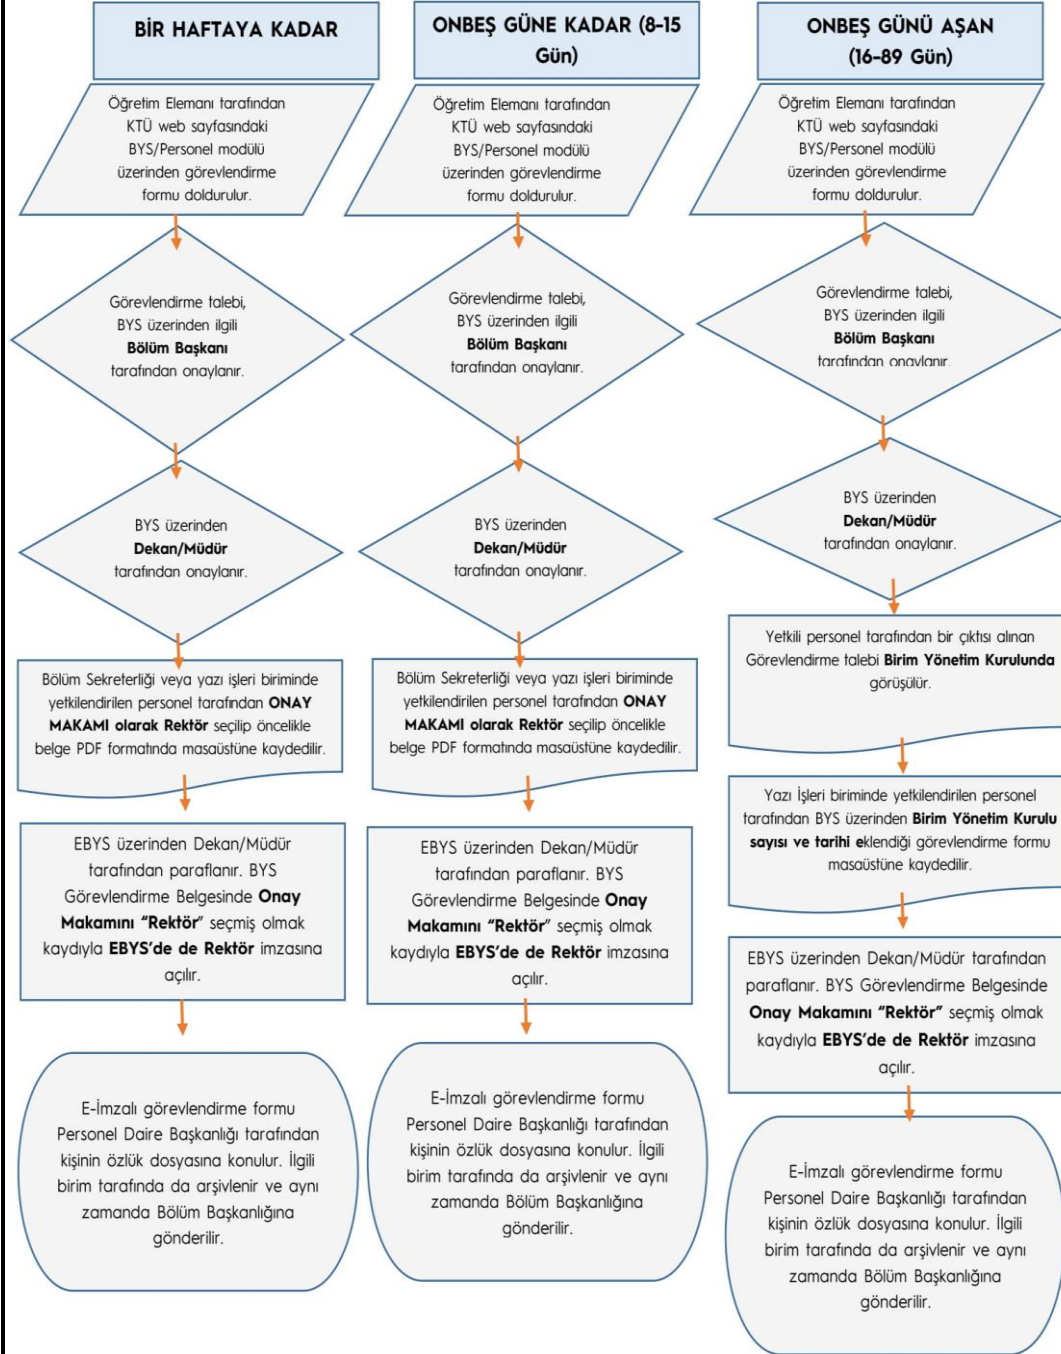 BİR HAFTAYA KADAR
Öğretim Elemanı tarafından
KTÜ web sayfasındaki
BYS/Personel modülü
üzerinden görevlendirme
formu doldurulur.
Görevlendirme talebi,
BYS üzerinden ilgili
Bölüm Başkanı
tarafından onaylanır.
BYS üzerinden
Dekan/Müdür
tarafından onaylanır.
Bölüm Sekreterliği veya yazı işleri biriminde
yetkilendirilen personel tarafından ONAY
MAKAMI olarak Rektör seçilip öncelikle
belge PDF formatında masaüstüne kaydedilir.
EBYS üzerinden Dekan/Müdür
tarafından paraflanır. BYS
Görevlendirme Belgesinde Onay
Makamını “Rektör” seçmiş olmak
kaydıyla EBYS’de de Rektör imzasına
açılır.
E-İmzalı görevlendirme formu
Personel Daire Başkanlığı tarafından
kişinin özlük dosyasına konulur. İlgili
birim tarafında da arşivlenir ve aynı
zamanda Bölüm Başkanlığına
gönderilir.
ONBEŞ GÜNE KADAR (8-15
Gün)
Öğretim Elemanı tarafından
KTÜ web sayfasındaki
BYS/Personel modülü
üzerinden görevlendirme
formu doldurulur.
Görevlendirme talebi,
BYS üzerinden ilgili
Bölüm Başkanı
tarafından onaylanır.
BYS üzerinden
Dekan/Müdür
tarafından onaylanır.
Bölüm Sekreterliği veya yazı işleri biriminde
yetkilendirilen personel tarafından ONAY
MAKAMI olarak Rektör seçilip öncelikle
belge PDF formatında masaüstüne kaydedilir.
EBYS üzerinden Dekan/Müdür
tarafından paraflanır. BYS
Görevlendirme Belgesinde Onay
Makamını “Rektör” seçmiş olmak
kaydıyla EBYS’de de Rektör imzasına
açılır.
E-İmzalı görevlendirme formu
Personel Daire Başkanlığı tarafından
kişinin özlük dosyasına konulur. İlgili
birim tarafında da arşivlenir ve aynı
zamanda Bölüm Başkanlığına
gönderilir.
ONBEŞ GÜNÜ AŞAN
(16-89 Gün)
Öğretim Elemanı tarafından
KTÜ web sayfasındaki
BYS/Personel modülü
üzerinden görevlendirme
formu doldurulur.
Görevlendirme talebi,
BYS üzerinden ilgili
Bölüm Başkanı
tarafından onaylanır.
BYS üzerinden
Dekan/Müdür
tarafından onaylanır.
Yetkili personel tarafından bir çıktısı alınan
Görevlendirme talebi Birim Yönetim Kurulunda
görüşülür.
Yazı İşleri biriminde yetkilendirilen personel
tarafından BYS üzerinden Birim Yönetim Kurulu
sayısı ve tarihi eklendiği görevlendirme formu
masaüstüne kaydedilir.
EBYS üzerinden Dekan/Müdür tarafından
paraflanır. BYS Görevlendirme Belgesinde
Onay Makamını “Rektör” seçmiş olmak
kaydıyla EBYS’de de Rektör imzasına
açılır.
E-İmzalı görevlendirme formu
Personel Daire Başkanlığı tarafından
kişinin özlük dosyasına konulur. İlgili
birim tarafında da arşivlenir ve aynı
zamanda Bölüm Başkanlığına
gönderilir.